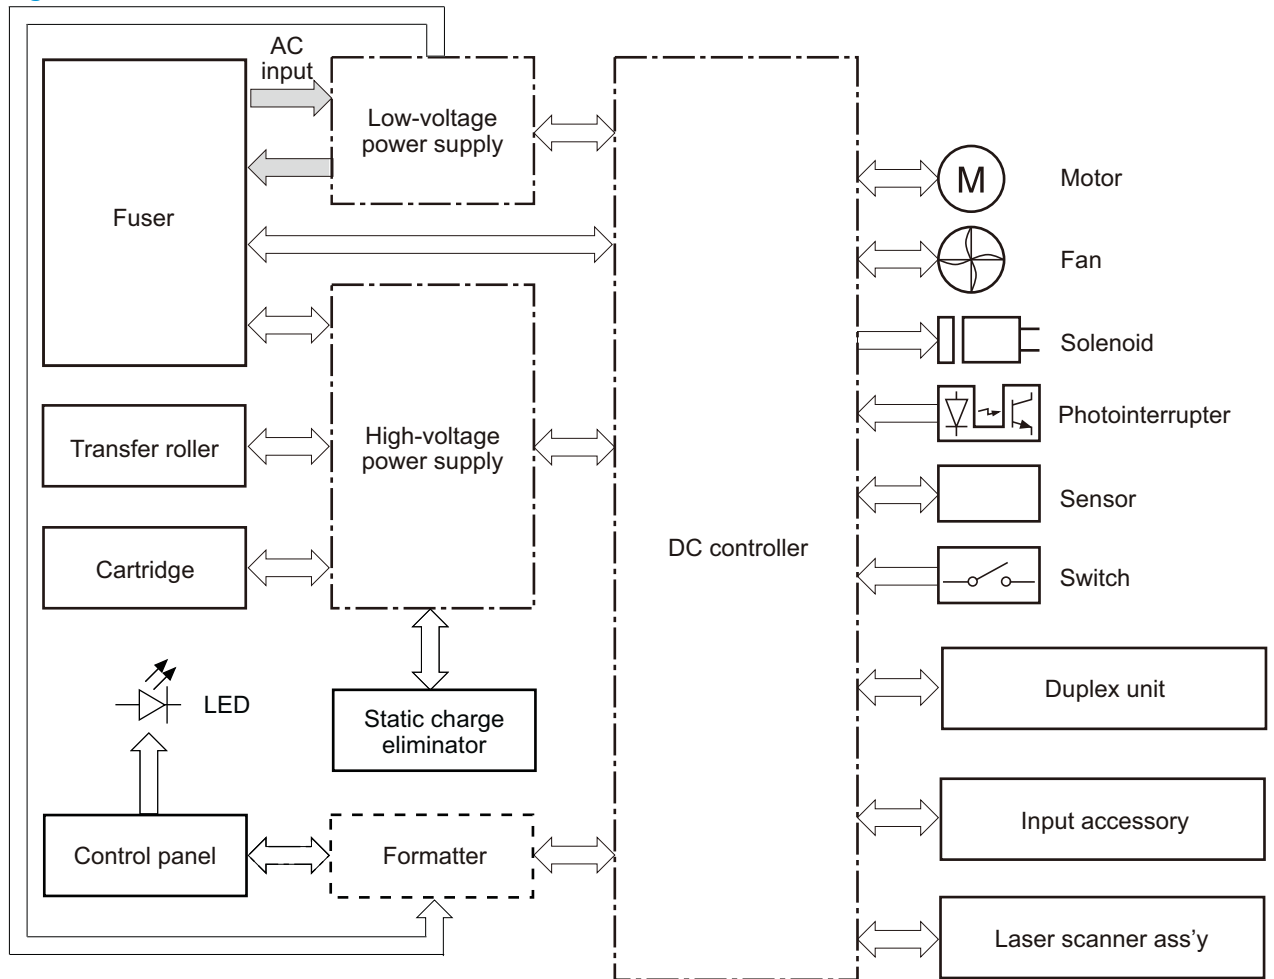 AC
input
Low-voltage
power supply
Fuser
M
Motor
Fan
Solenoid
Photointerrupter
High-voltage
power supply
Transfer roller
Sensor
DC controller
Cartridge
Switch
LED
Static charge
eliminator
Duplex unit
Control panel
Formatter
Input accessory
Laser scanner ass'y